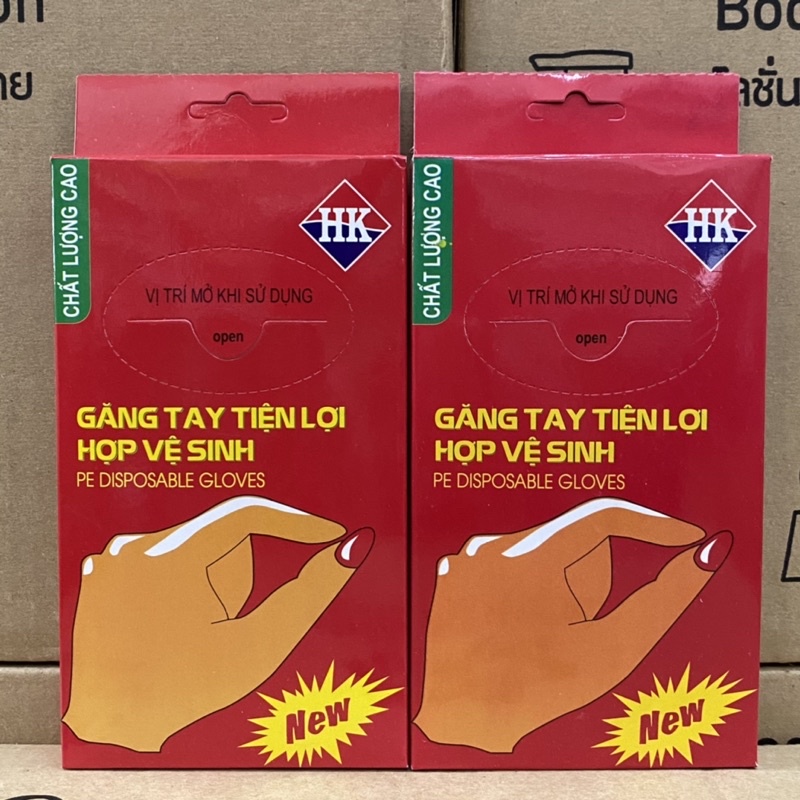 CHẤT LƯỢNG CAO
HK
VỊ TRÍ MỞ KHI SỬ DỤNG
open
GĂNG TAY TIỆN LỢI
HỢP VỆ SINH
PE DISPOSABLE GLOVES
New
CHẤT LƯỢNG CAO
HK
VỊ TRÍ MỞ KHI SỬ DỤNG
open
GĂNG TAY TIỆN LỢI
HỢP VỆ SINH
PE DISPOSABLE GLOVES
New